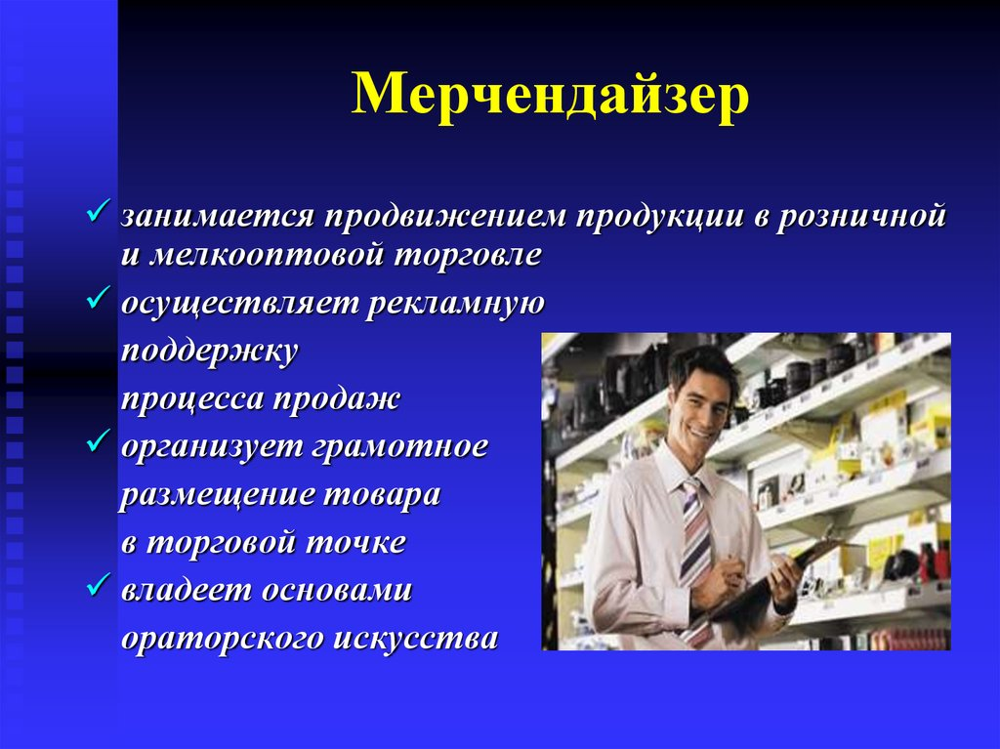 Мерчендайзер
занимается продвижением продукции в розничной
и мелкооптовой торговле
осуществляет рекламную
поддержку
процесса продаж
организует грамотное
размещение товара
в торговой точке
владеет основами
ораторского искусства